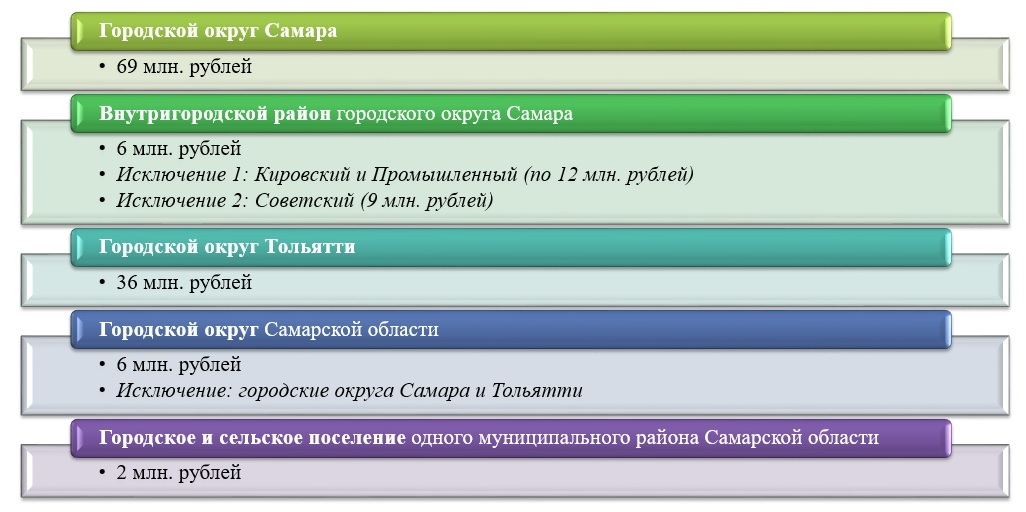 Городской округ Самара
• 69 млн. рублей
Внутригородской район городского округа Самара
• 6 млн. рублей
• Исключение 1: Кировский и Промышленный (по 12 млн. рублей)
• Исключение 2: Советский (9 млн. рублей)
Городской округ Тольятти
• 36 млн. рублей
Городской округ Самарской области
• 6 млн. рублей
• Исключение: городские округа Самара и Тольятти
Городское и сельское поселение одного муниципального района Самарской области
• 2 млн. рублей